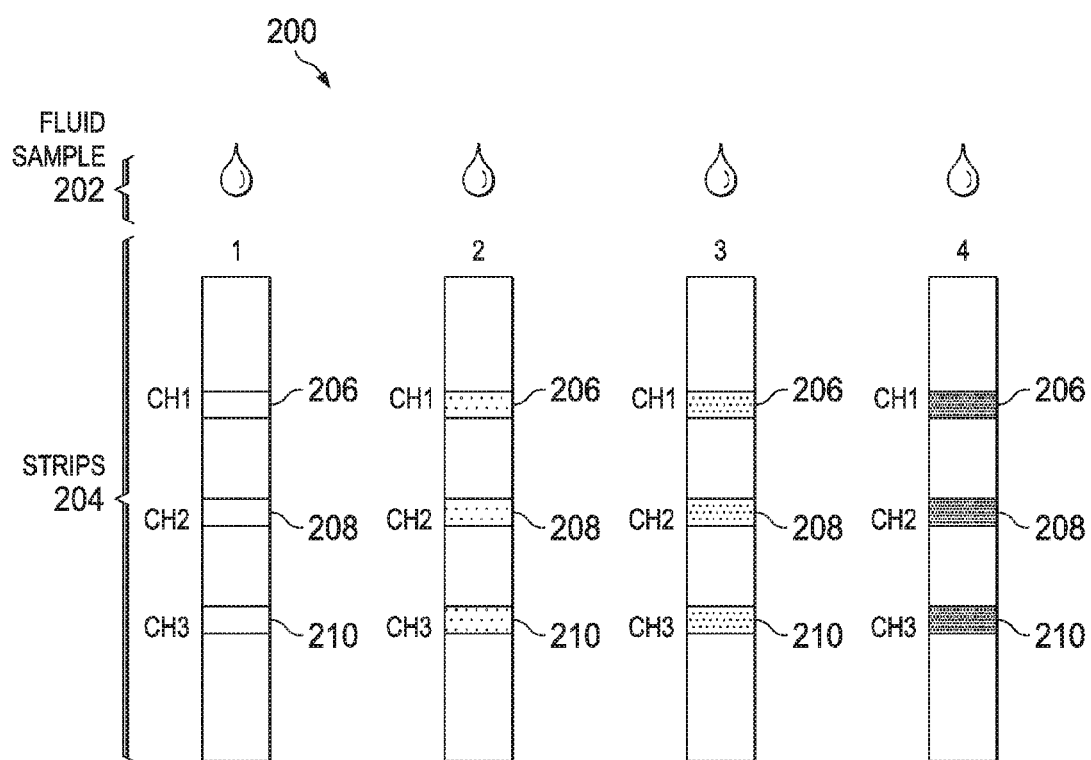 200
FLUID
SAMPLE
202
1 2 3 4
CH1 206 CH1 206 CH1 206 CH1 206
STRIPS
204
CH2 208 CH2 208 CH2 208 CH2 208
CH3 210 CH3 210 CH3 210 CH3 210